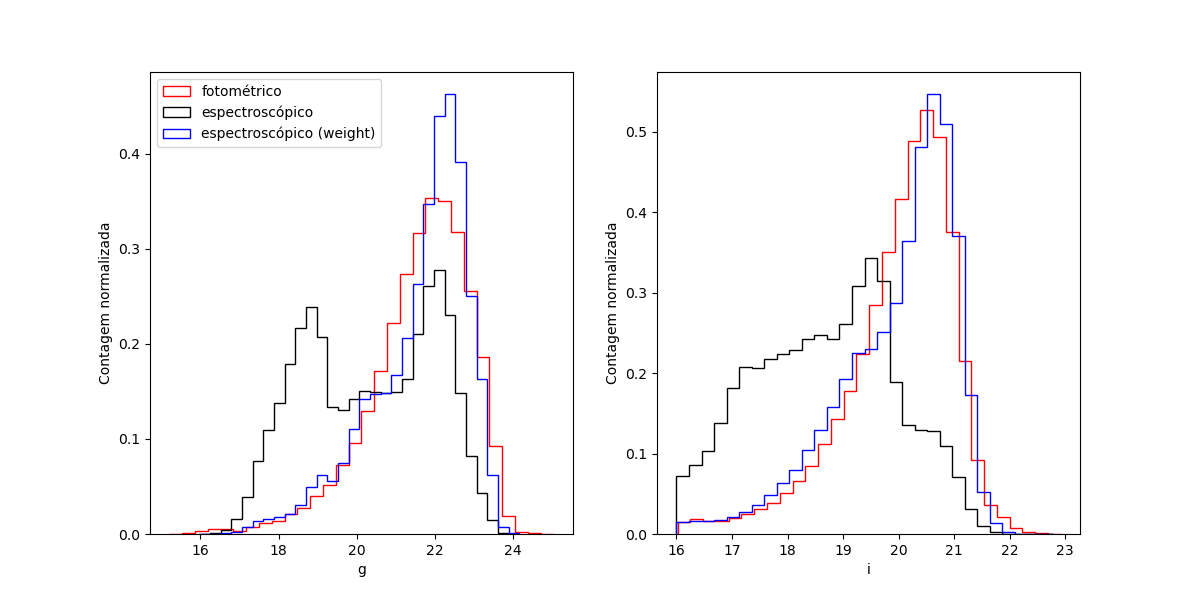 fotométrico
espectroscópico
espectroscópico (weight)
Contagem normalizada
0.4
0.3
0.2
0.1
0.0
16 18 20 22 24
g
Contagem normalizada
0.5
0.4
0.3
0.2
0.1
0.0
16 17 18 19 20 21 22 23
i